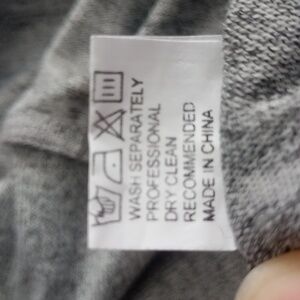 WASH SEPARATELY
PROFESSIONAL
DRY CLEAN
RECOMMENDED
MADE IN CHINA